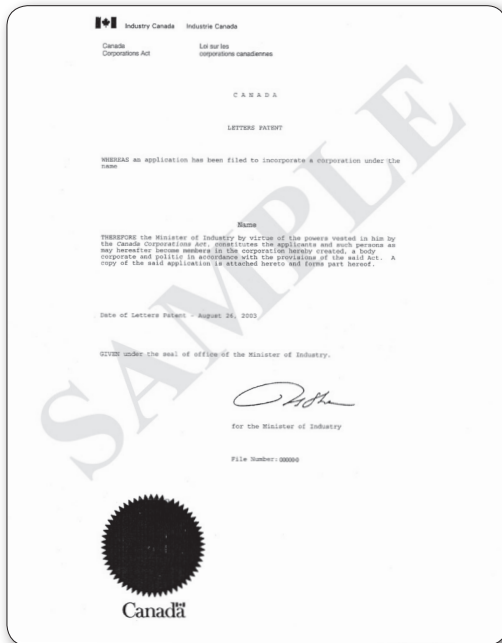 Industry Canada Industrie Canada
Canada Loi sur les
Corporations Act corporations canadiennes
CANADA
LETTERS PATENT
WHEREAS an application has been filed to incorporate a corporation under the
name
Name
THEREFORE the Minister of Industry by virtue of the powers vested in him by
the Canada Corporations Act, constitutes the applicants and such persons as
may hereafter become members in the corporation hereby created, a body
corporate and politic in accordance with the provisions of the said Act. A
copy of the said application is attached hereto and forms part hereof.
Date of Letters Patent - August 26, 2003
GIVEN under the seal of office of the Minister of Industry.
for the Minister of Industry
File Number: 000000
SAMPLE
Canada